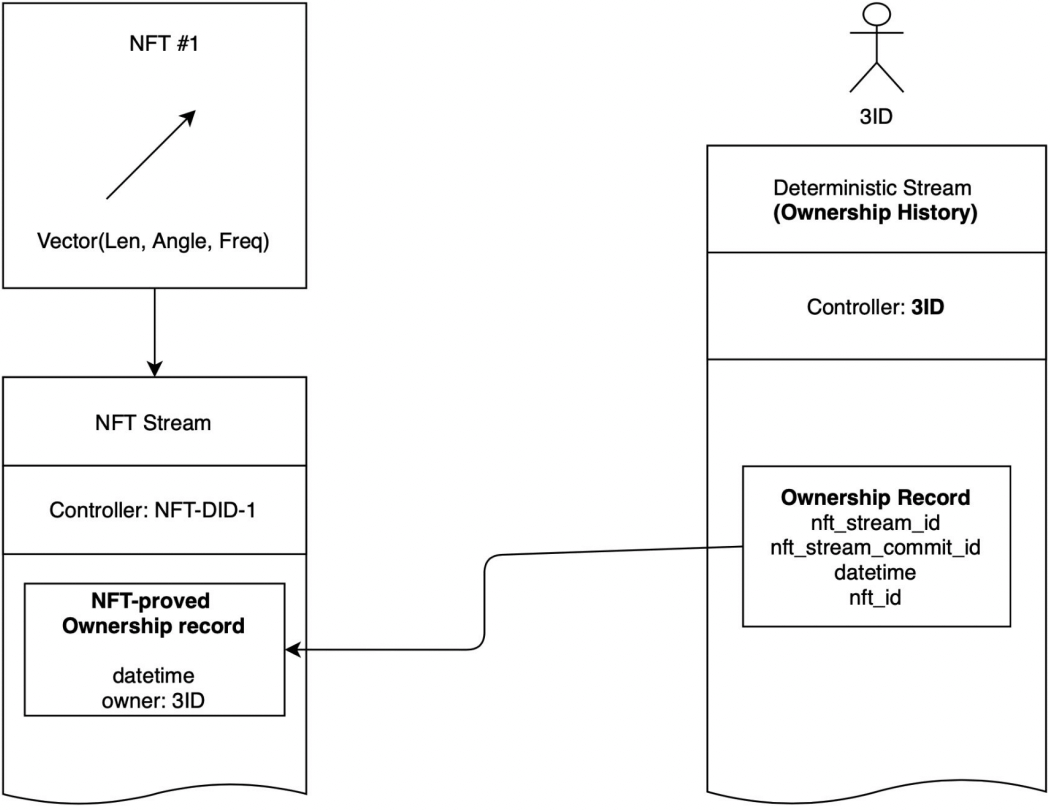 NFT #1
Vector(Len, Angle, Freq)
NFT Stream
Controller: NFT-DID-1
NFT-proved
Ownership record
datetime
owner: 3ID
3ID
Deterministic Stream
(Ownership History)
Controller: 3ID
Ownership Record
nft_stream_id
nft_stream_commit_id
datetime
nft_id